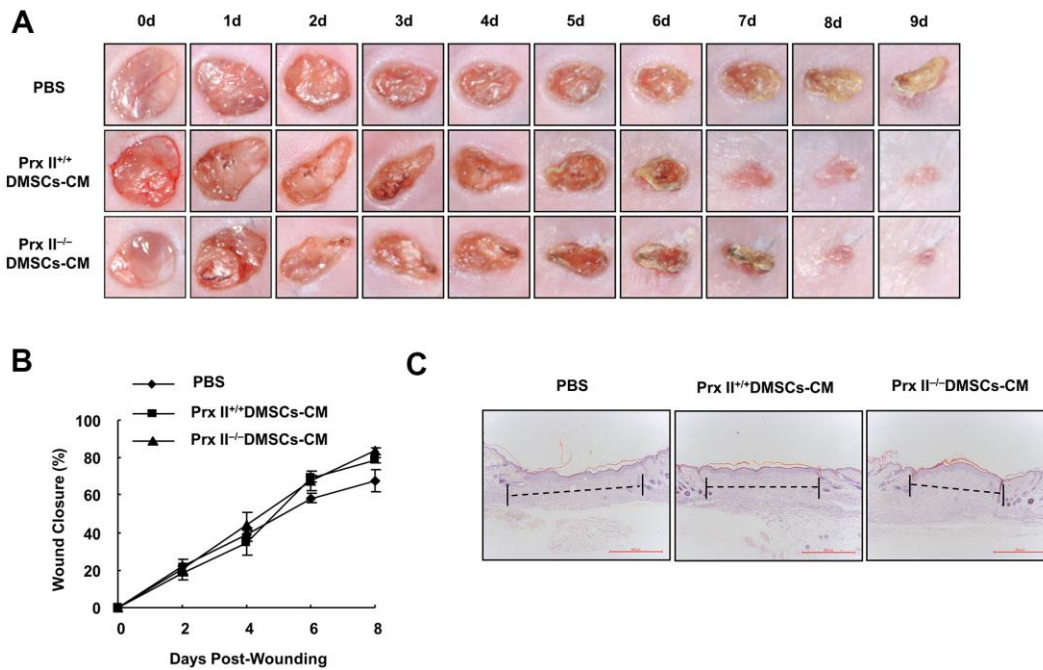 A
0d 1d 2d 3d 4d 5d 6d 7d 8d 9d
PBS
Prx II+/+
DMSCs-CM
Prx II−/−
DMSCs-CM
B
PBS
Prx II+/+DMSCs-CM
Prx II−/−DMSCs-CM
Wound Closure (%)
100
80
60
40
20
0
0 2 4 6 8
Days Post-Wounding
C
PBS Prx II+/+DMSCs-CM Prx II−/−DMSCs-CM